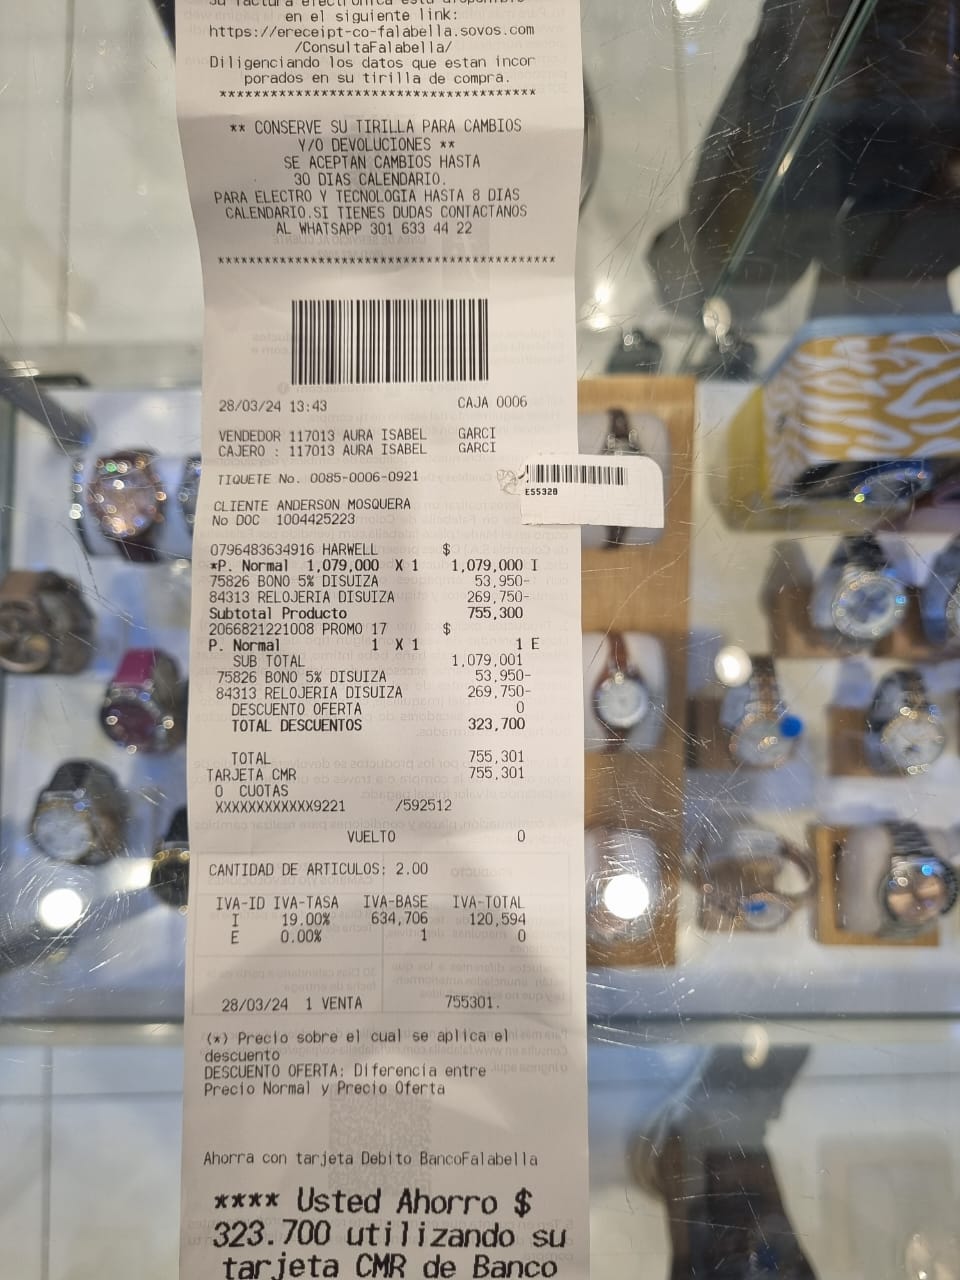 su factura electronica esta disponible
en el siguiente link:
https://ereceipt-co-falabella.sovos.com
/ConsultaFalabella/
Diligenciando los datos que estan incor
porados en su tirilla de compra.
**************************************
** CONSERVE SU TIRILLA PARA CAMBIOS
Y/O DEVOLUCIONES **
SE ACEPTAN CAMBIOS HASTA
30 DIAS CALENDARIO.
PARA ELECTRO Y TECNOLOGIA HASTA 8 DIAS
CALENDARIO.SI TIENES DUDAS CONTACTANOS
AL WHATSAPP 301 633 44 22
****************************************
28/03/24 13:43 CAJA 0006
VENDEDOR 117013 AURA ISABEL GARCI
CAJERO : 117013 AURA ISABEL GARCI
TIQUETE No. 0085-0006-0921
E55328
CLIENTE ANDERSON MOSQUERA
No DOC 1004425223
0796483634916 HARWELL $
*P. Normal 1,079,000 X 1 1,079,000 I
75826 BONO 5% DISUIZA 53,950-
84313 RELOJERIA DISUIZA 269,750-
Subtotal Producto 755,300
2066821221008 PROMO 17 $
P. Normal 1 X 1 1 E
SUB TOTAL 1,079,001
75826 BONO 5% DISUIZA 53,950-
84313 RELOJERIA DISUIZA 269,750-
DESCUENTO OFERTA 0
TOTAL DESCUENTOS 323,700
TOTAL 755,301
TARJETA CMR 755,301
0 CUOTAS
XXXXXXXXXXXX9221 /592512
VUELTO 0
CANTIDAD DE ARTICULOS: 2.00
IVA-ID IVA-TASA IVA-BASE IVA-TOTAL
I 19.00% 634,706 120,594
E 0.00% 1 0
28/03/24 1 VENTA 755301.
(*) Precio sobre el cual se aplica el
descuento
DESCUENTO OFERTA: Diferencia entre
Precio Normal y Precio Oferta
Ahorra con tarjeta Debito BancoFalabella
**** Usted Ahorro $
323.700 utilizando su
tarjeta CMR de Banco